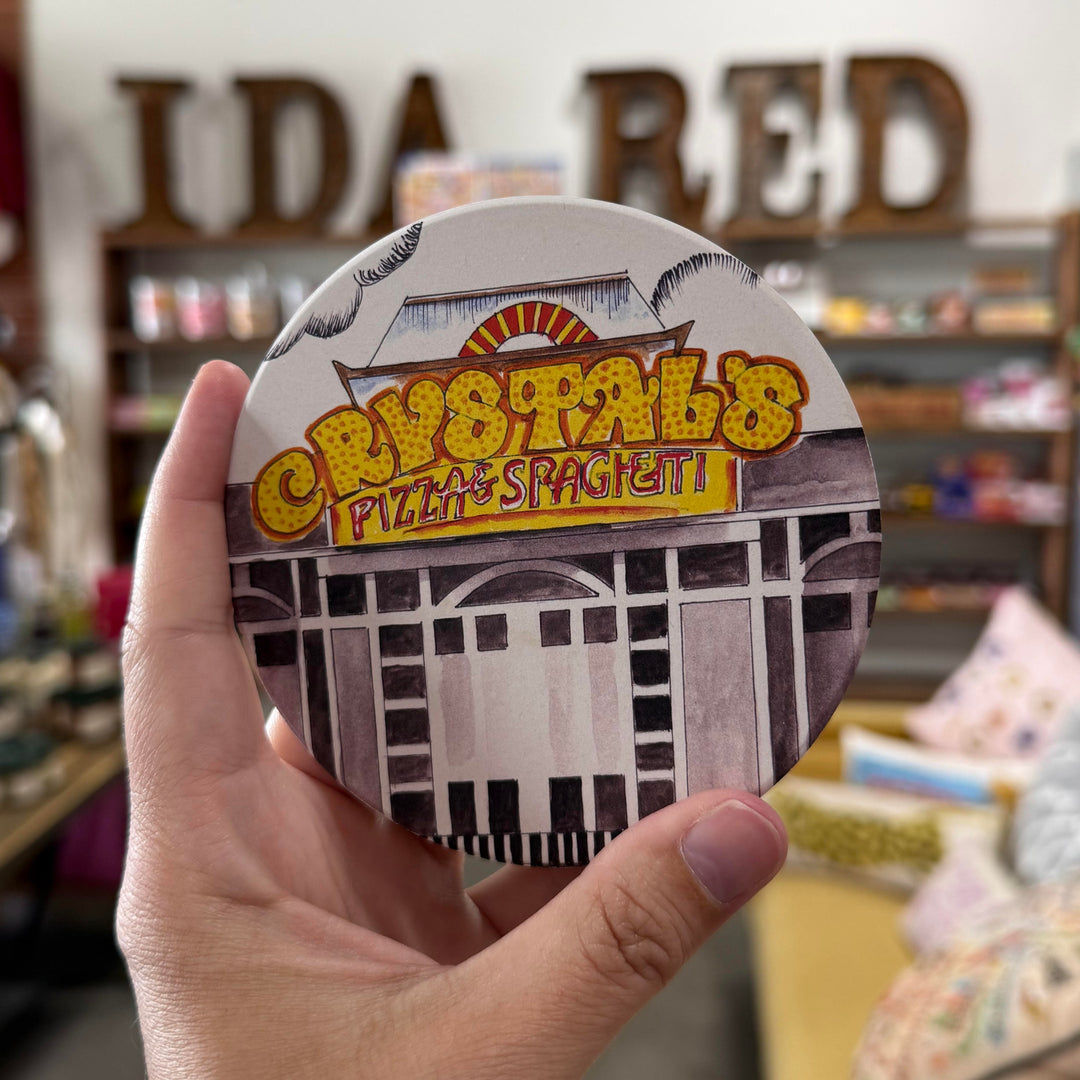 IDA RED
CRYSTAL'S
PIZZA & SPAGHETTI